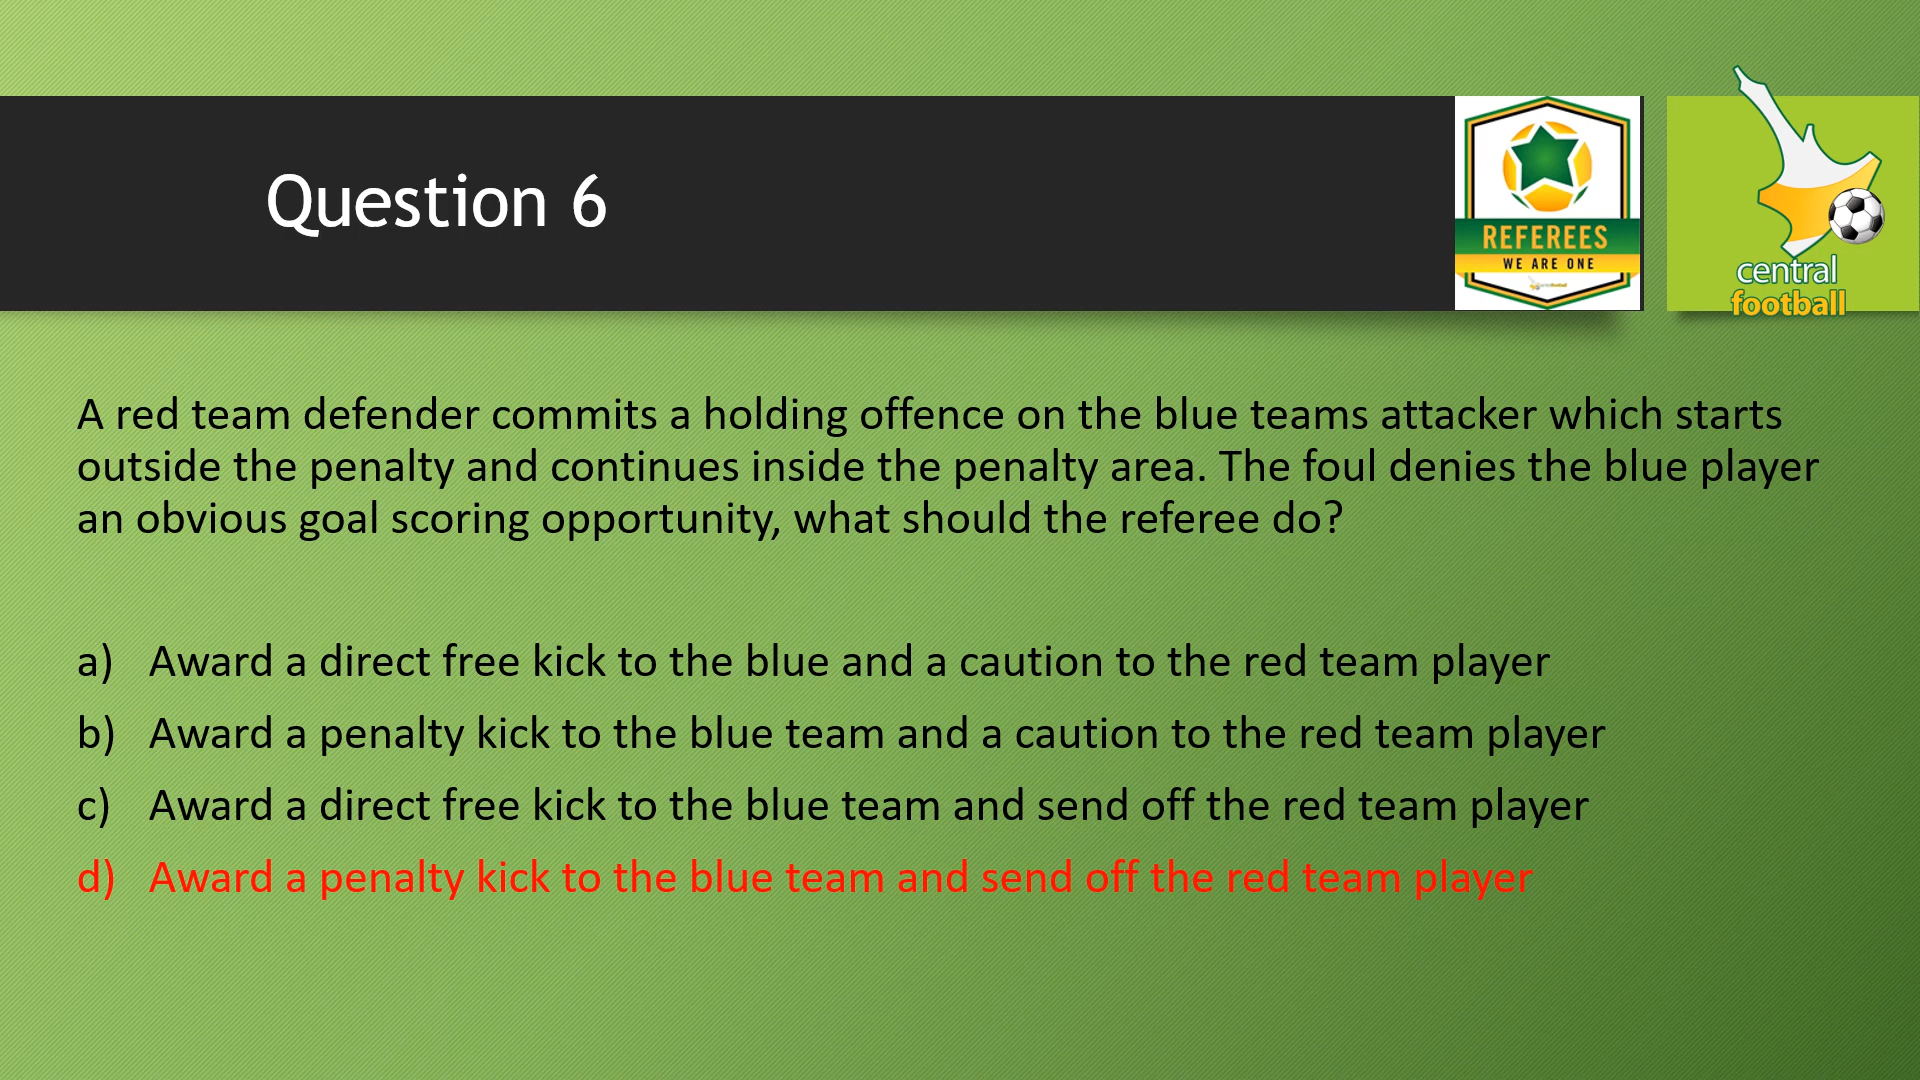 Question 6
REFEREES
WE ARE ONE
central
football
A red team defender commits a holding offence on the blue teams attacker which starts
outside the penalty and continues inside the penalty area. The foul denies the blue player
an obvious goal scoring opportunity, what should the referee do?
a) Award a direct free kick to the blue and a caution to the red team player
b) Award a penalty kick to the blue team and a caution to the red team player
c) Award a direct free kick to the blue team and send off the red team player
d) Award a penalty kick to the blue team and send off the red team player